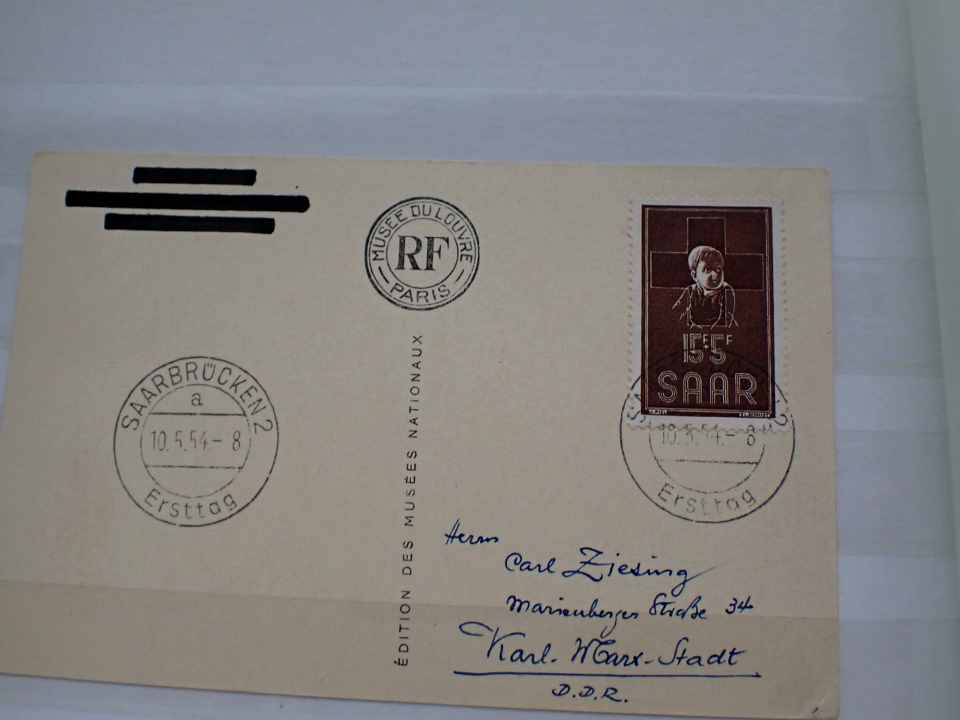 MUSÉE DU LOUVRE
RF
PARIS
15F+5F
SAAR
SAARBRÜCKEN 2
a
10.5.54.-8
Ersttag
a
10.5.54.-8
Ersttag
ÉDITION DES MUSÉES NATIONAUX
Herrn
Carl Ziesing
Marienberger Straße 34
Karl-Marx-Stadt
D.D.R.